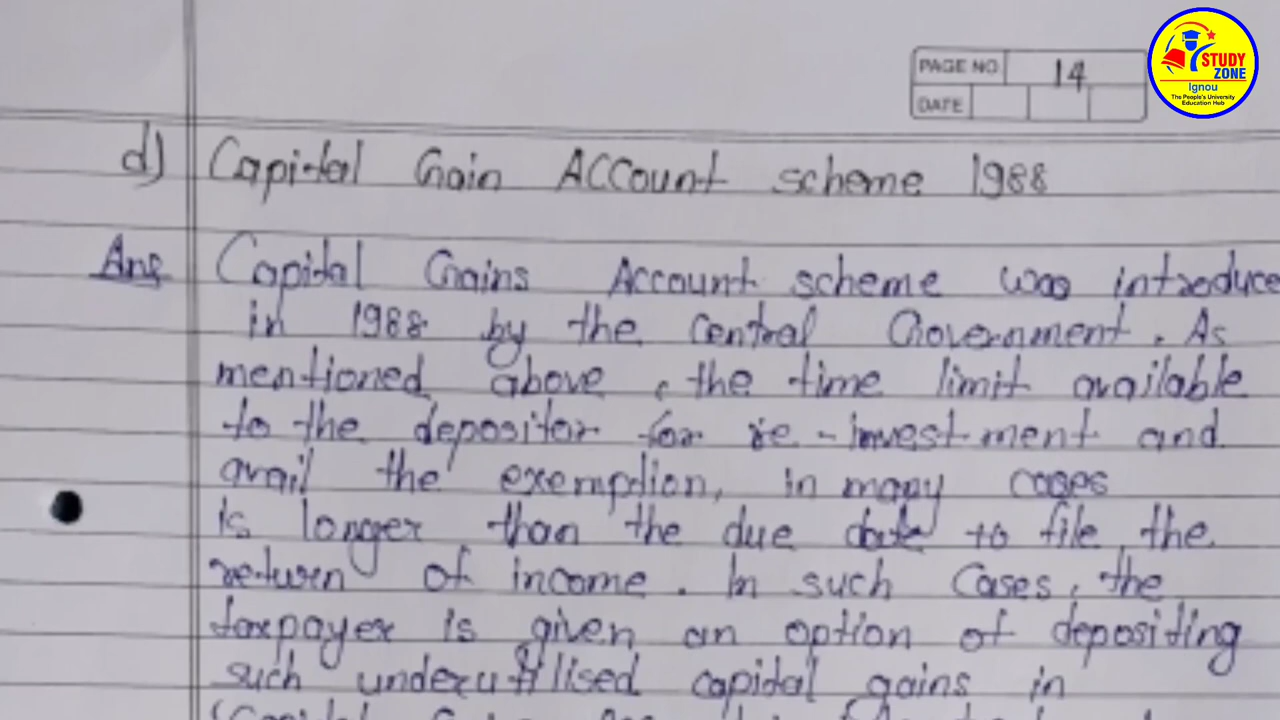 PAGE NO 14
DATE
STUDY
ZONE
Ignou
The People's University
Education Hub
d) Capital Gain Account scheme 1988
Ans Capital Gains Account scheme was introduce
in 1988 by the central Government. As
mentioned above, the time limit available
to the depositor for re-investment and
avail the exemption, in many cases
is longer than the due date to file the
return of income. In such cases, the
taxpayer is given an option of depositing
such underutilised capital gains in